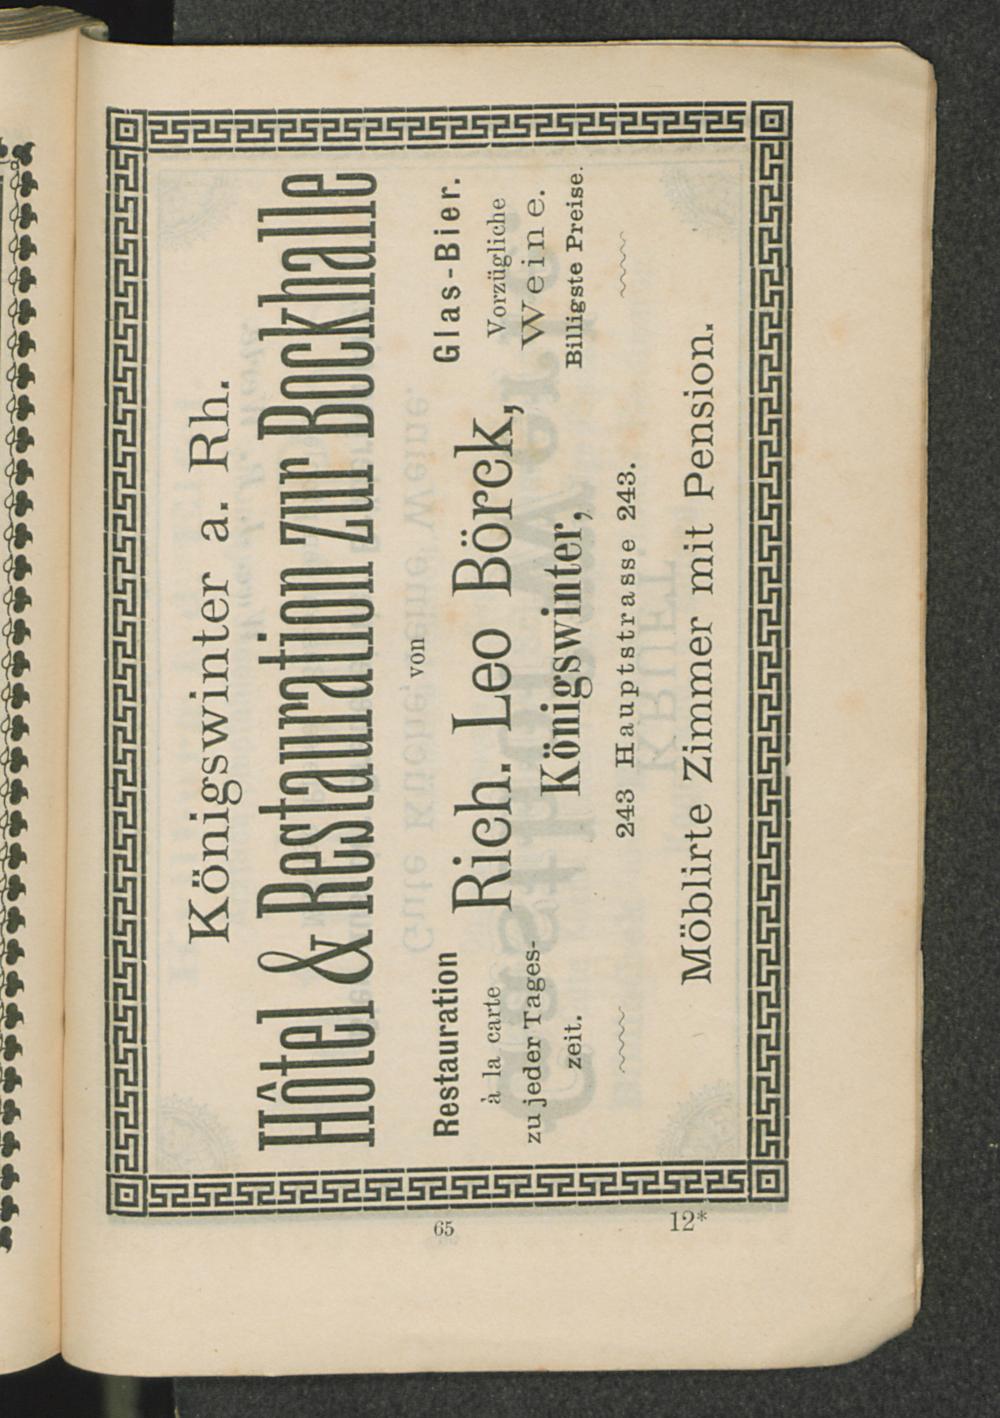 Königswinter a. Rh.
Hôtel & Restauration zur Bockhalle
von
Restauration
à la carte
zu jeder Tages-
zeit.
Rich. Leo Börck,
Königswinter,
243 Hauptstrasse 243.
Glas-Bier.
Vorzügliche
Weine.
Billigste Preise.
Möblirte Zimmer mit Pension.
65
12*